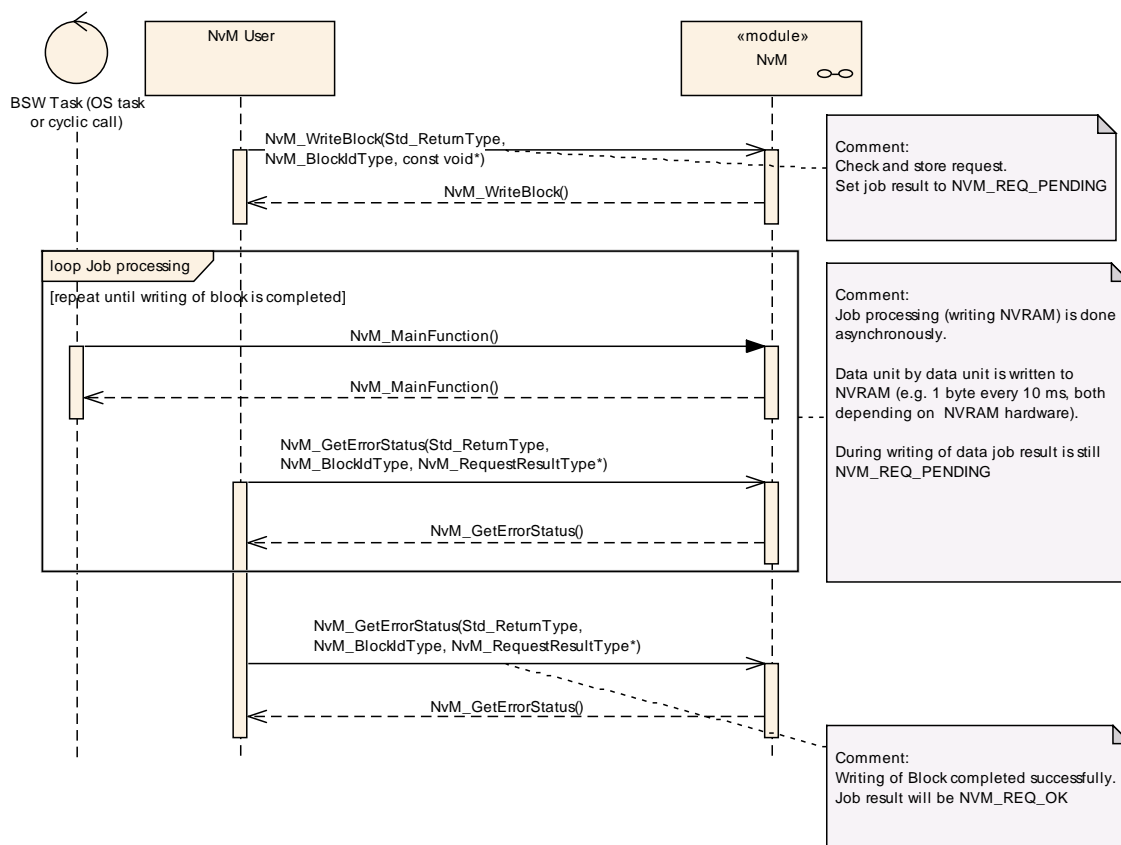 NvM User
«module»
NvM
BSW Task (OS task
or cyclic call)
NvM_WriteBlock(Std_ReturnType,
NvM_BlockIdType, const void*)
NvM_WriteBlock()
Comment:
Check and store request.
Set job result to NVM_REQ_PENDING
loop Job processing
[repeat until writing of block is completed]
NvM_MainFunction()
NvM_MainFunction()
NvM_GetErrorStatus(Std_ReturnType,
NvM_BlockIdType, NvM_RequestResultType*)
NvM_GetErrorStatus()
Comment:
Job processing (writing NVRAM) is done
asynchronously.
Data unit by data unit is written to
NVRAM (e.g. 1 byte every 10 ms, both
depending on  NVRAM hardware).
During writing of data job result is still
NVM_REQ_PENDING
NvM_GetErrorStatus(Std_ReturnType,
NvM_BlockIdType, NvM_RequestResultType*)
NvM_GetErrorStatus()
Comment:
Writing of Block completed successfully.
Job result will be NVM_REQ_OK